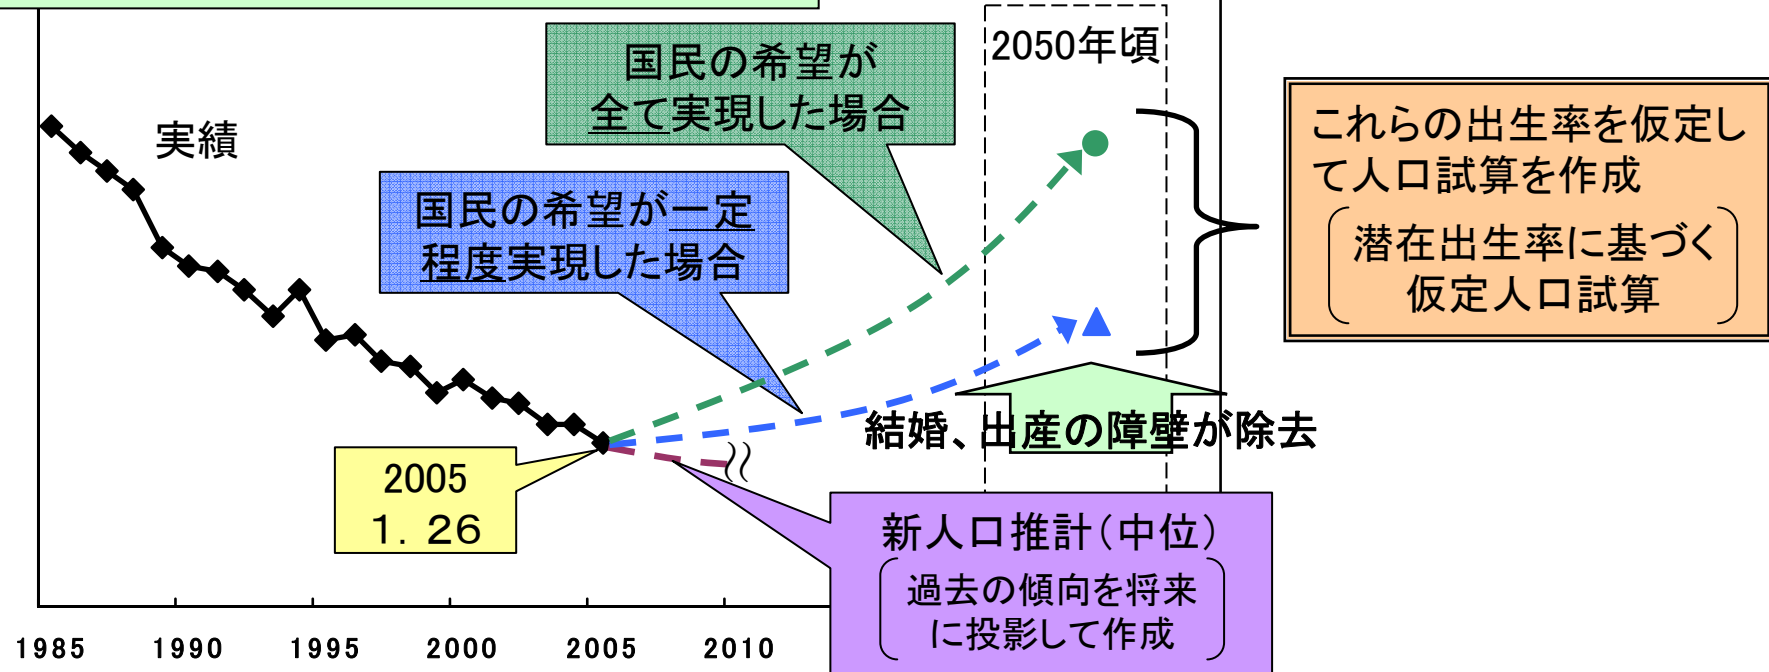 2050年頃
国民の希望が
全て実現した場合
実績
これらの出生率を仮定し
て人口試算を作成
潜在出生率に基づく
仮定人口試算
国民の希望が一定
程度実現した場合
結婚、出産の障壁が除去
2005
1．26
新人口推計（中位）
過去の傾向を将来
に投影して作成
1985 1990 1995 2000 2005 2010